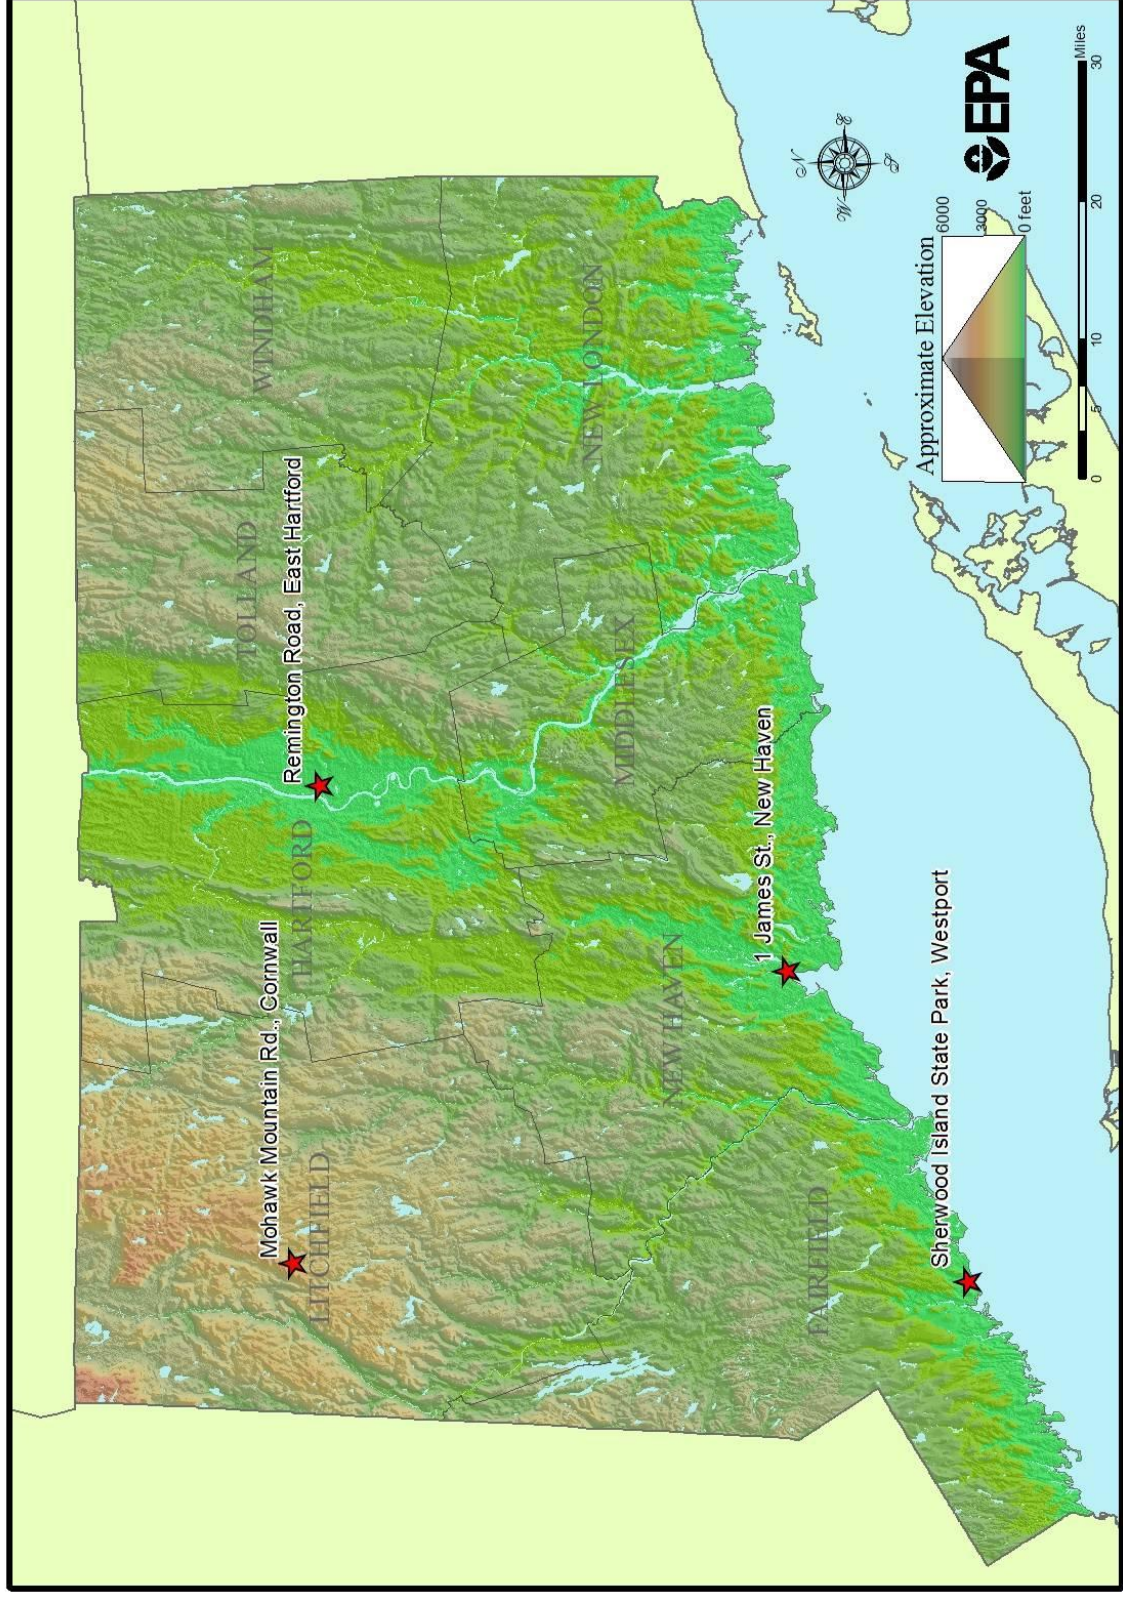 WINDHAM
TOLLAND
Remington Road, East Hartford
HARTFORD
Mohawk Mountain Rd., Cornwall
LITCHFIELD
NEW LONDON
MIDDLESEX
NEW HAVEN
1 James St., New Haven
FAIRFIELD
Sherwood Island State Park, Westport
N
W
E
S
Approximate Elevation
6000
3000
0 feet
EPA
0
5
10
20
30
Miles